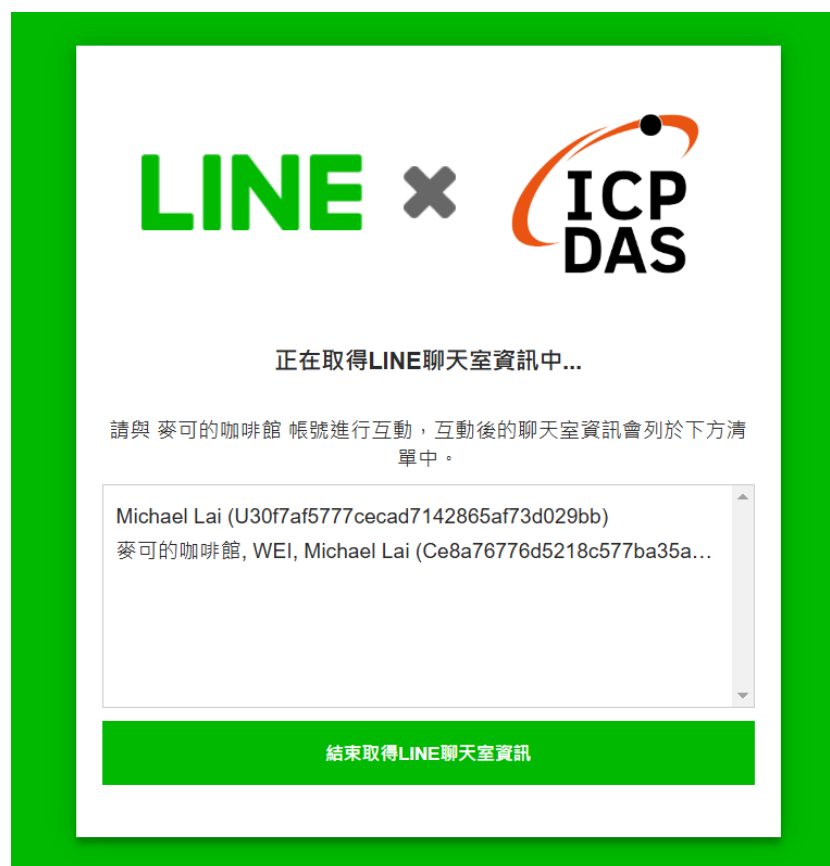 LINE × ICP
DAS
正在取得LINE聊天室資訊中...
請與 麥可的咖啡館 帳號進行互動，互動後的聊天室資訊會列於下方清
單中。
Michael Lai (U30f7af5777cecad7142865af73d029bb)
麥可的咖啡館, WEI, Michael Lai (Ce8a76776d5218c577ba35a…
結束取得LINE聊天室資訊